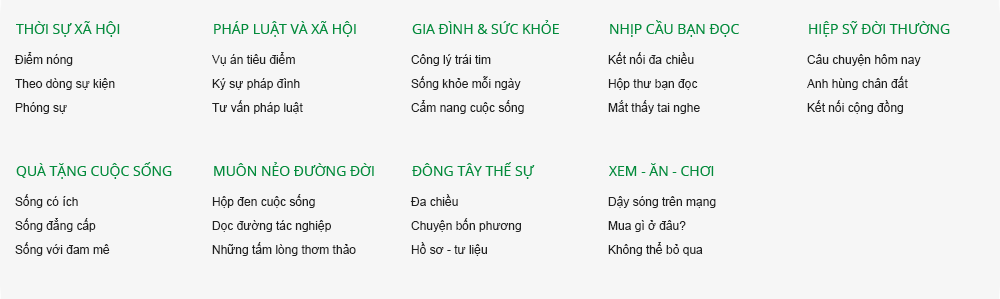 THỜI SỰ XÃ HỘI
Điểm nóng
Theo dòng sự kiện
Phóng sự
PHÁP LUẬT VÀ XÃ HỘI
Vụ án tiêu điểm
Ký sự pháp đình
Tư vấn pháp luật
GIA ĐÌNH & SỨC KHỎE
Công lý trái tim
Sống khỏe mỗi ngày
Cẩm nang cuộc sống
NHỊP CẦU BẠN ĐỌC
Kết nối đa chiều
Hộp thư bạn đọc
Mắt thấy tai nghe
HIỆP SỸ ĐỜI THƯỜNG
Câu chuyện hôm nay
Anh hùng chân đất
Kết nối cộng đồng
QUÀ TẶNG CUỘC SỐNG
Sống có ích
Sống đẳng cấp
Sống với đam mê
MUÔN NẺO ĐƯỜNG ĐỜI
Hộp đen cuộc sống
Dọc đường tác nghiệp
Những tấm lòng thơm thảo
ĐÔNG TÂY THẾ SỰ
Đa chiều
Chuyện bốn phương
Hồ sơ - tư liệu
XEM - ĂN - CHƠI
Dậy sóng trên mạng
Mua gì ở đâu?
Không thể bỏ qua